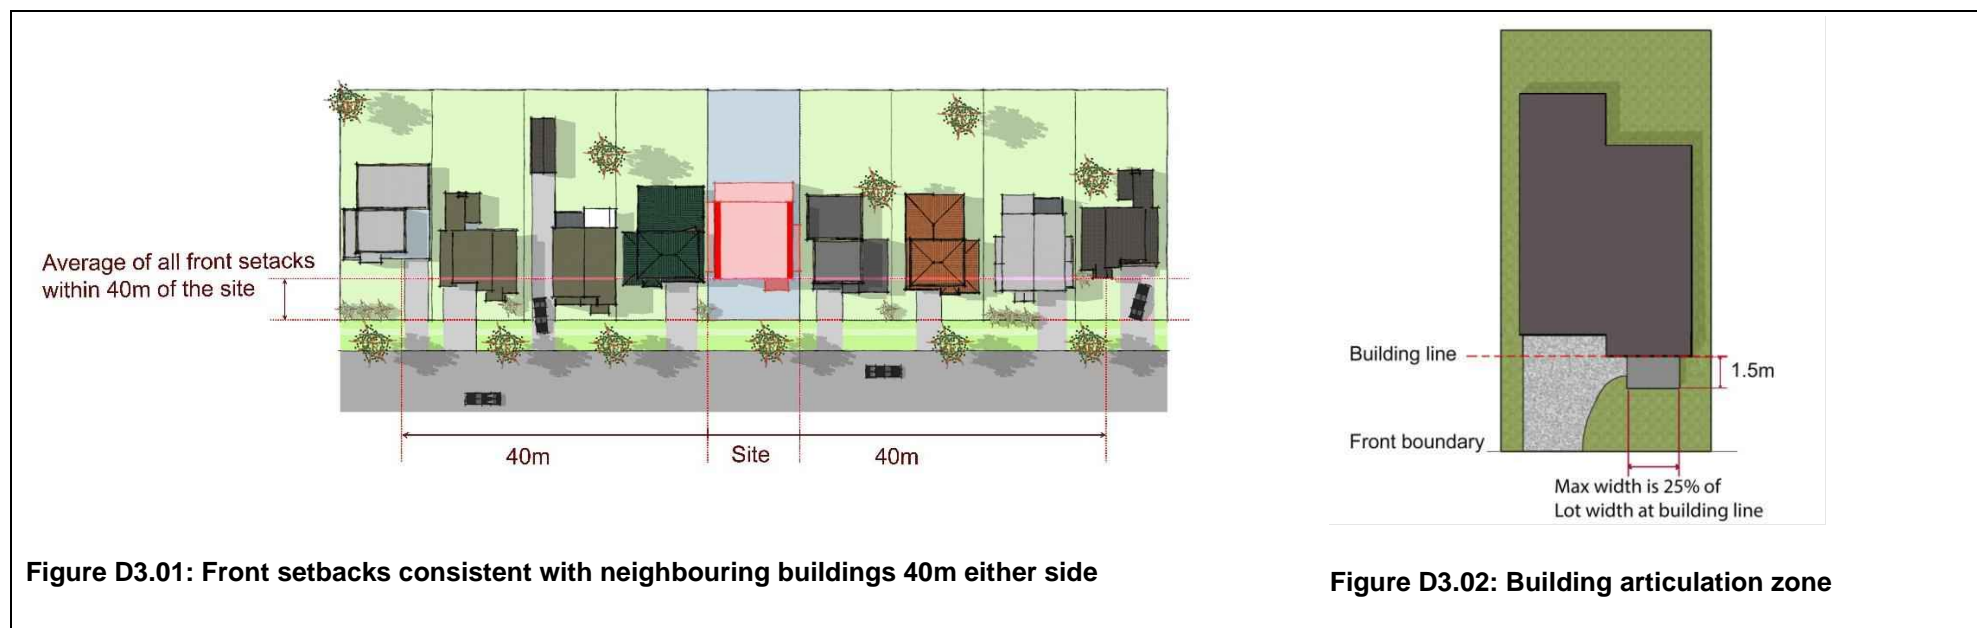 Average of all front setacks
within 40m of the site
40m
Site
40m
Figure D3.01: Front setbacks consistent with neighbouring buildings 40m either side
Building line
1.5m
Front boundary
Max width is 25% of
Lot width at building line
Figure D3.02: Building articulation zone